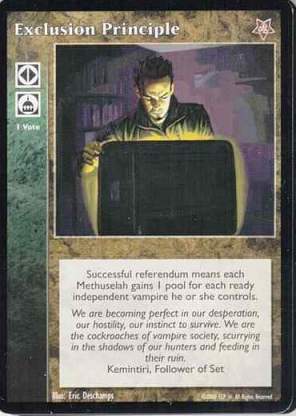 Exclusion Principle
1 Vote
Successful referendum means each
Methuselah gains 1 pool for each ready
independent vampire he or she controls.
We are becoming perfect in our desperation,
our hostility, our instinct to survive. We are
the cockroaches of vampire society, scurrying
in the shadows of our hunters and feeding in
their ruin.
Kemintiri, Follower of Set
Illus: Eric Deschamps
All Rights Reserved.